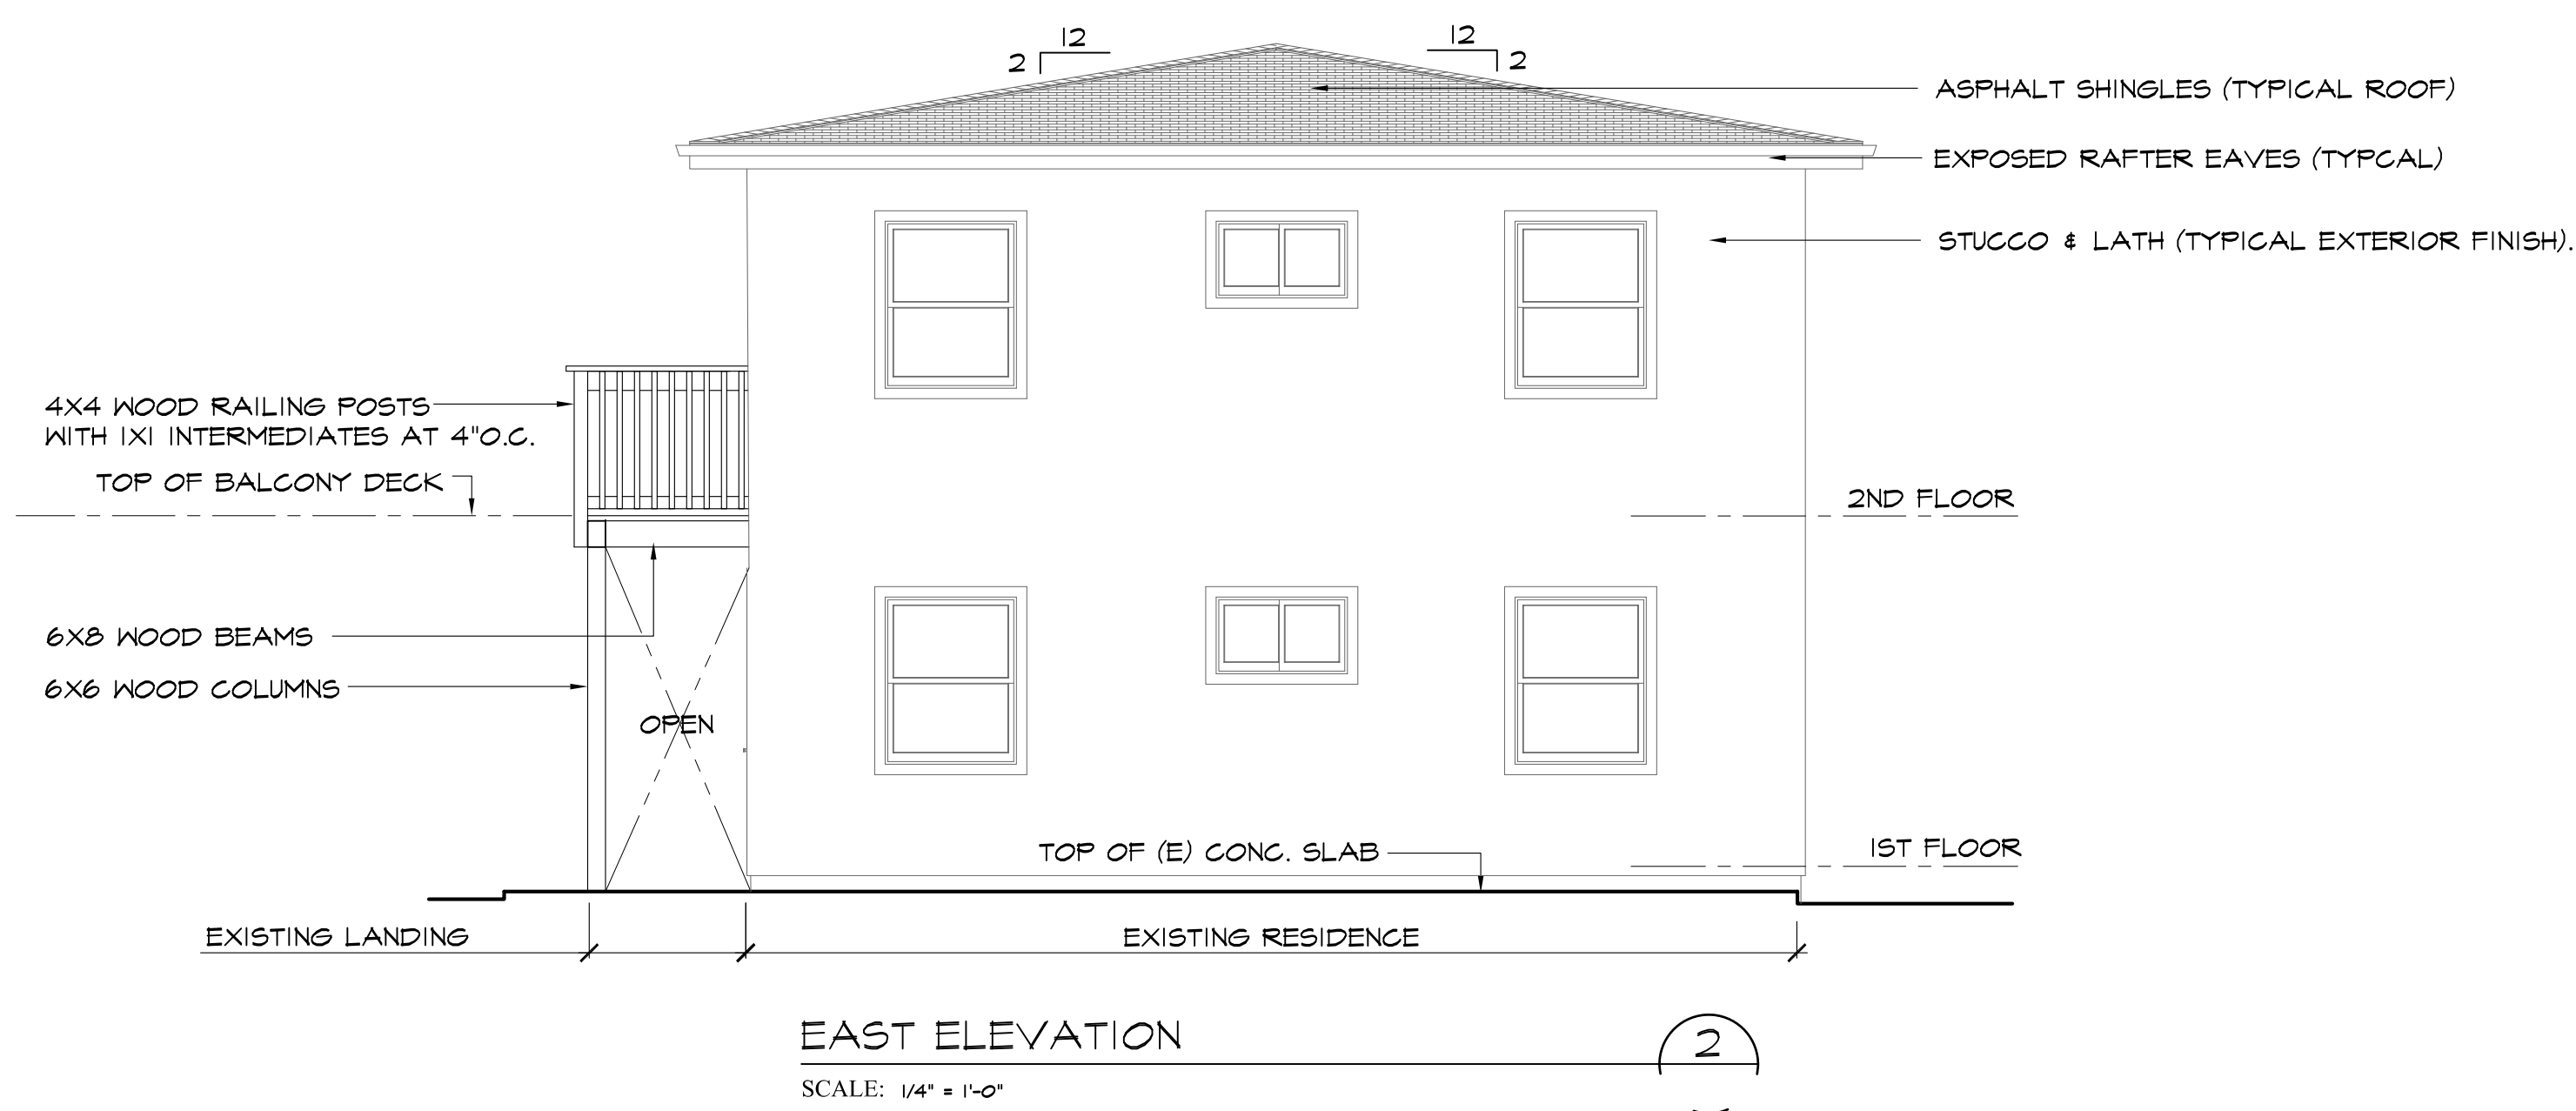 12
2
12
2
ASPHALT SHINGLES (TYPICAL ROOF)
EXPOSED RAFTER EAVES (TYPCAL)
STUCCO & LATH (TYPICAL EXTERIOR FINISH).
4X4 WOOD RAILING POSTS
WITH 1X1 INTERMEDIATES AT 4"O.C.
TOP OF BALCONY DECK
2ND FLOOR
6X8 WOOD BEAMS
6X6 WOOD COLUMNS
OPEN
TOP OF (E) CONC. SLAB
1ST FLOOR
EXISTING LANDING
EXISTING RESIDENCE
EAST ELEVATION
2
SCALE: 1/4" = 1'-0"